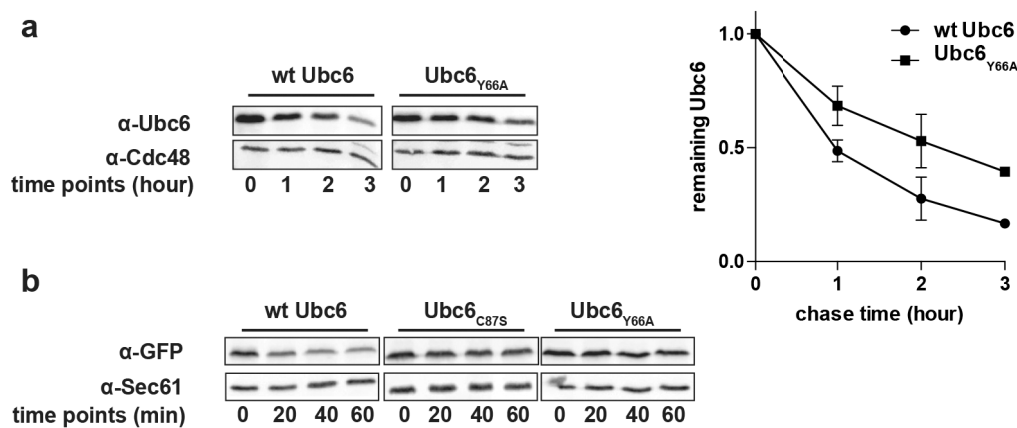 a
wt Ubc6 Ubc6Y66A
α-Ubc6
α-Cdc48
time points (hour) 0 1 2 3 0 1 2 3
remaining Ubc6
1.0
0.5
0.0
0 1 2 3
chase time (hour)
wt Ubc6
Ubc6Y66A
b
wt Ubc6 Ubc6C87S Ubc6Y66A
α-GFP
α-Sec61
time points (min) 0 20 40 60 0 20 40 60 0 20 40 60